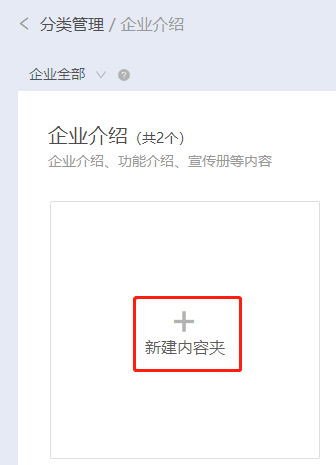 分类管理 / 企业介绍
企业全部
企业介绍（共2个）
企业介绍、功能介绍、宣传册等内容
新建内容夹